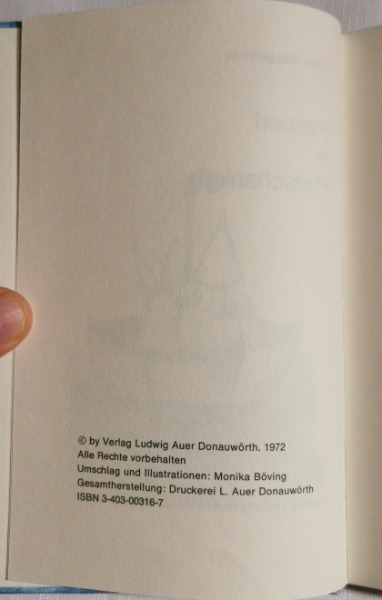 © by Verlag Ludwig Auer Donauwörth. 1972
Alle Rechte vorbehalten
Umschlag und Illustrationen: Monika Böving
Gesamtherstellung: Druckerei L. Auer Donauwörth
ISBN 3-403-00316-7